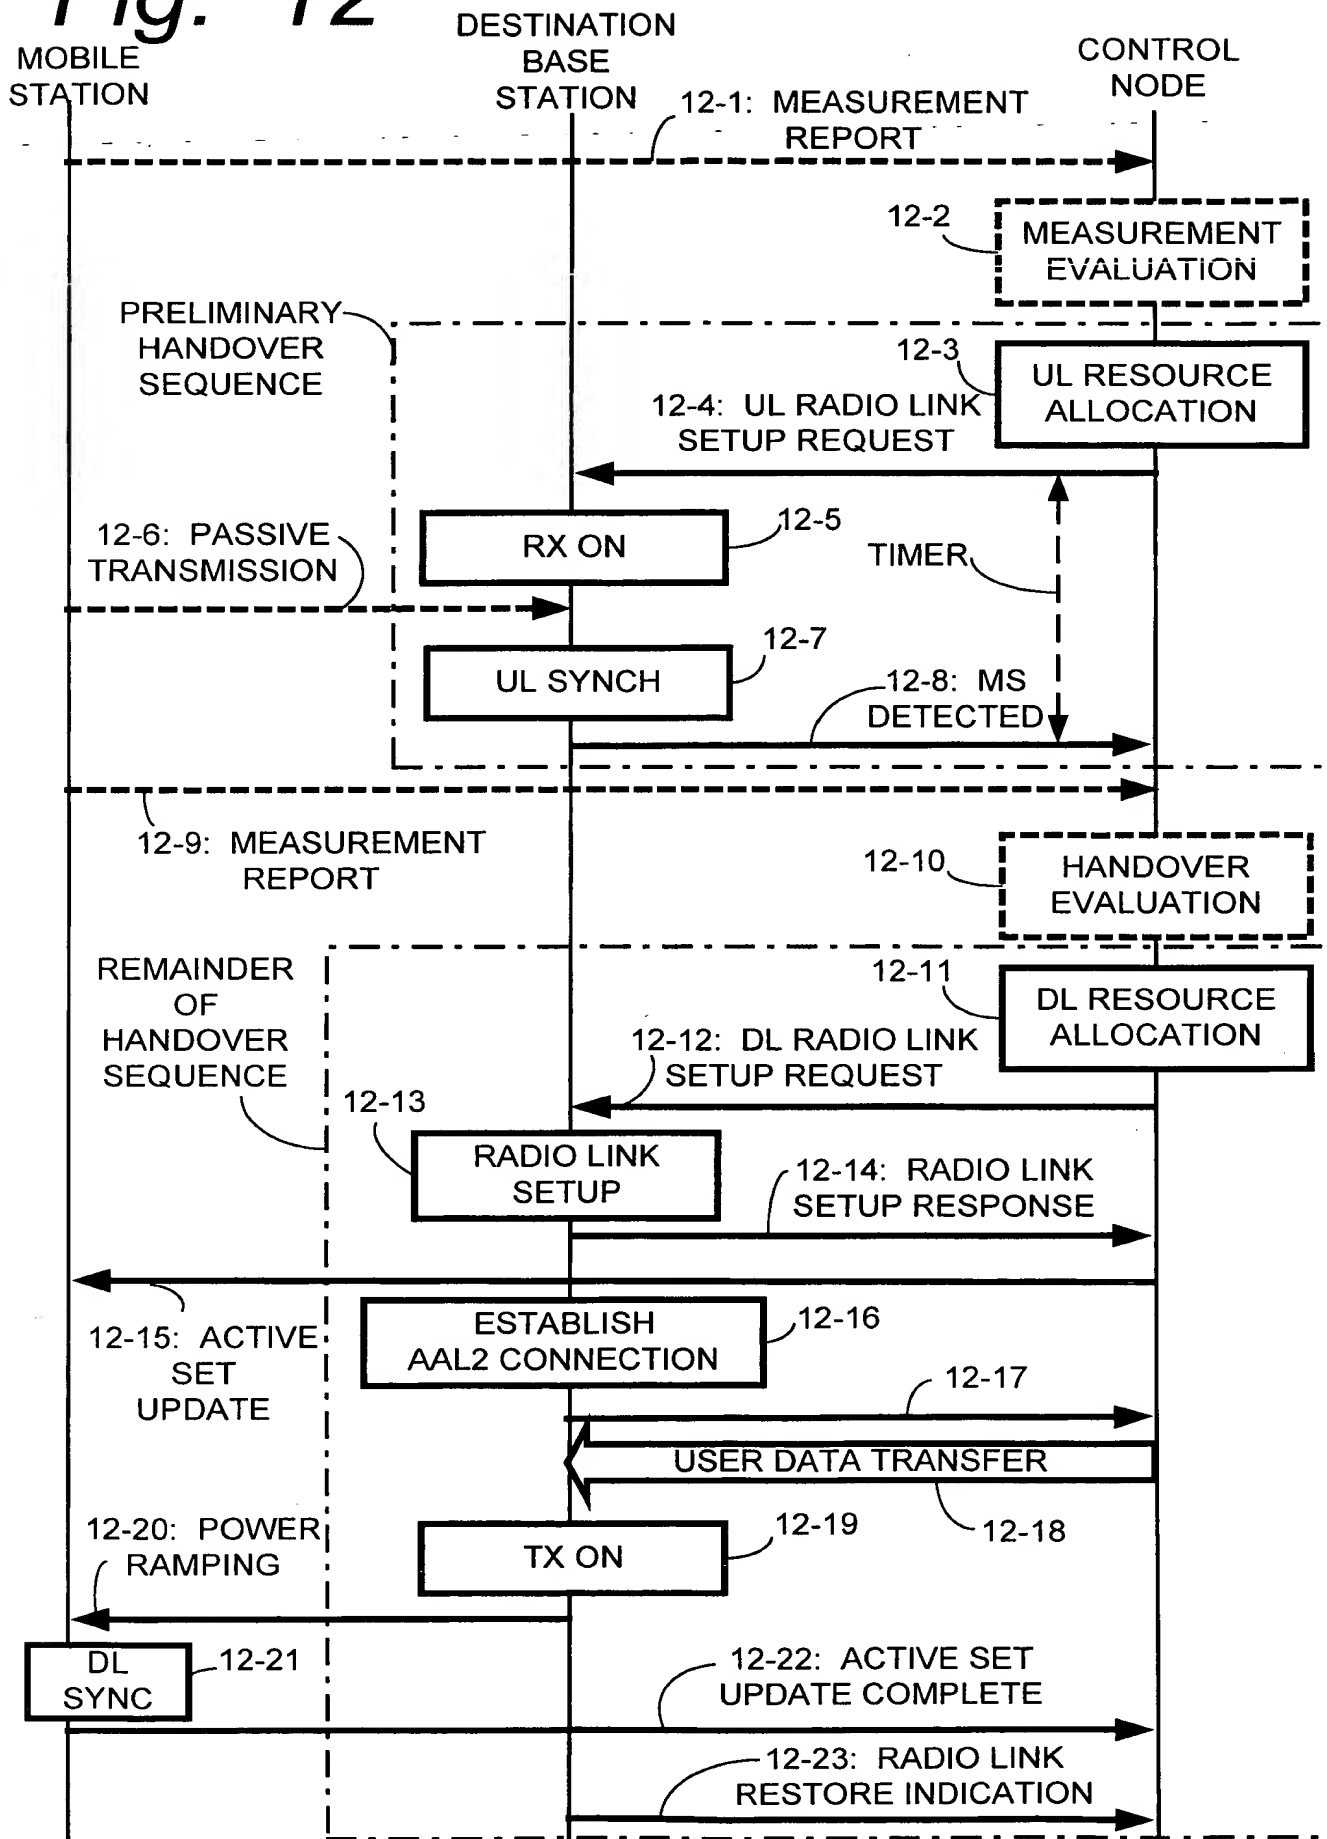 Fig. 12
MOBILE
STATION
DESTINATION
BASE
STATION
CONTROL
NODE
12-1: MEASUREMENT
REPORT
12-2
MEASUREMENT
EVALUATION
PRELIMINARY
HANDOVER
SEQUENCE
12-3
UL RESOURCE
ALLOCATION
12-4: UL RADIO LINK
SETUP REQUEST
12-5
RX ON
12-6: PASSIVE
TRANSMISSION
TIMER
12-7
UL SYNCH
12-8: MS
DETECTED
12-9: MEASUREMENT
REPORT
12-10
HANDOVER
EVALUATION
REMAINDER
OF
HANDOVER
SEQUENCE
12-11
DL RESOURCE
ALLOCATION
12-12: DL RADIO LINK
SETUP REQUEST
12-13
RADIO LINK
SETUP
12-14: RADIO LINK
SETUP RESPONSE
12-15: ACTIVE
SET
UPDATE
ESTABLISH
AAL2 CONNECTION
12-16
12-17
USER DATA TRANSFER
12-18
12-19
TX ON
12-20: POWER
RAMPING
DL
SYNC
12-21
12-22: ACTIVE SET
UPDATE COMPLETE
12-23: RADIO LINK
RESTORE INDICATION